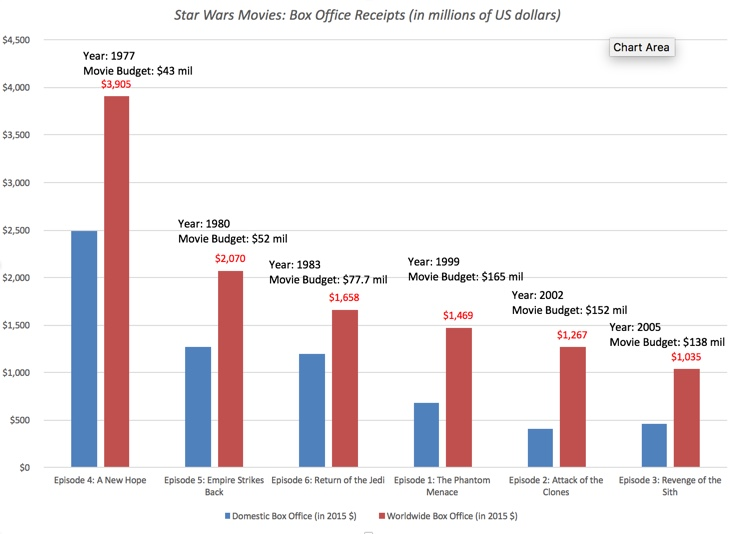 Star Wars Movies: Box Office Receipts (in millions of US dollars)
Chart Area
$4,500
$4,000
$3,500
$3,000
$2,500
$2,000
$1,500
$1,000
$500
$0
Year: 1977
Movie Budget: $43 mil
$3,905
Year: 1980
Movie Budget: $52 mil
$2,070
Year: 1983
Movie Budget: $77.7 mil
$1,658
Year: 1999
Movie Budget: $165 mil
$1,469
Year: 2002
Movie Budget: $152 mil
$1,267
Year: 2005
Movie Budget: $138 mil
$1,035
Episode 4: A New Hope
Episode 5: Empire Strikes
Back
Episode 6: Return of the Jedi
Episode 1: The Phantom
Menace
Episode 2: Attack of the
Clones
Episode 3: Revenge of the
Sith
Domestic Box Office (in 2015 $)
Worldwide Box Office (in 2015 $)